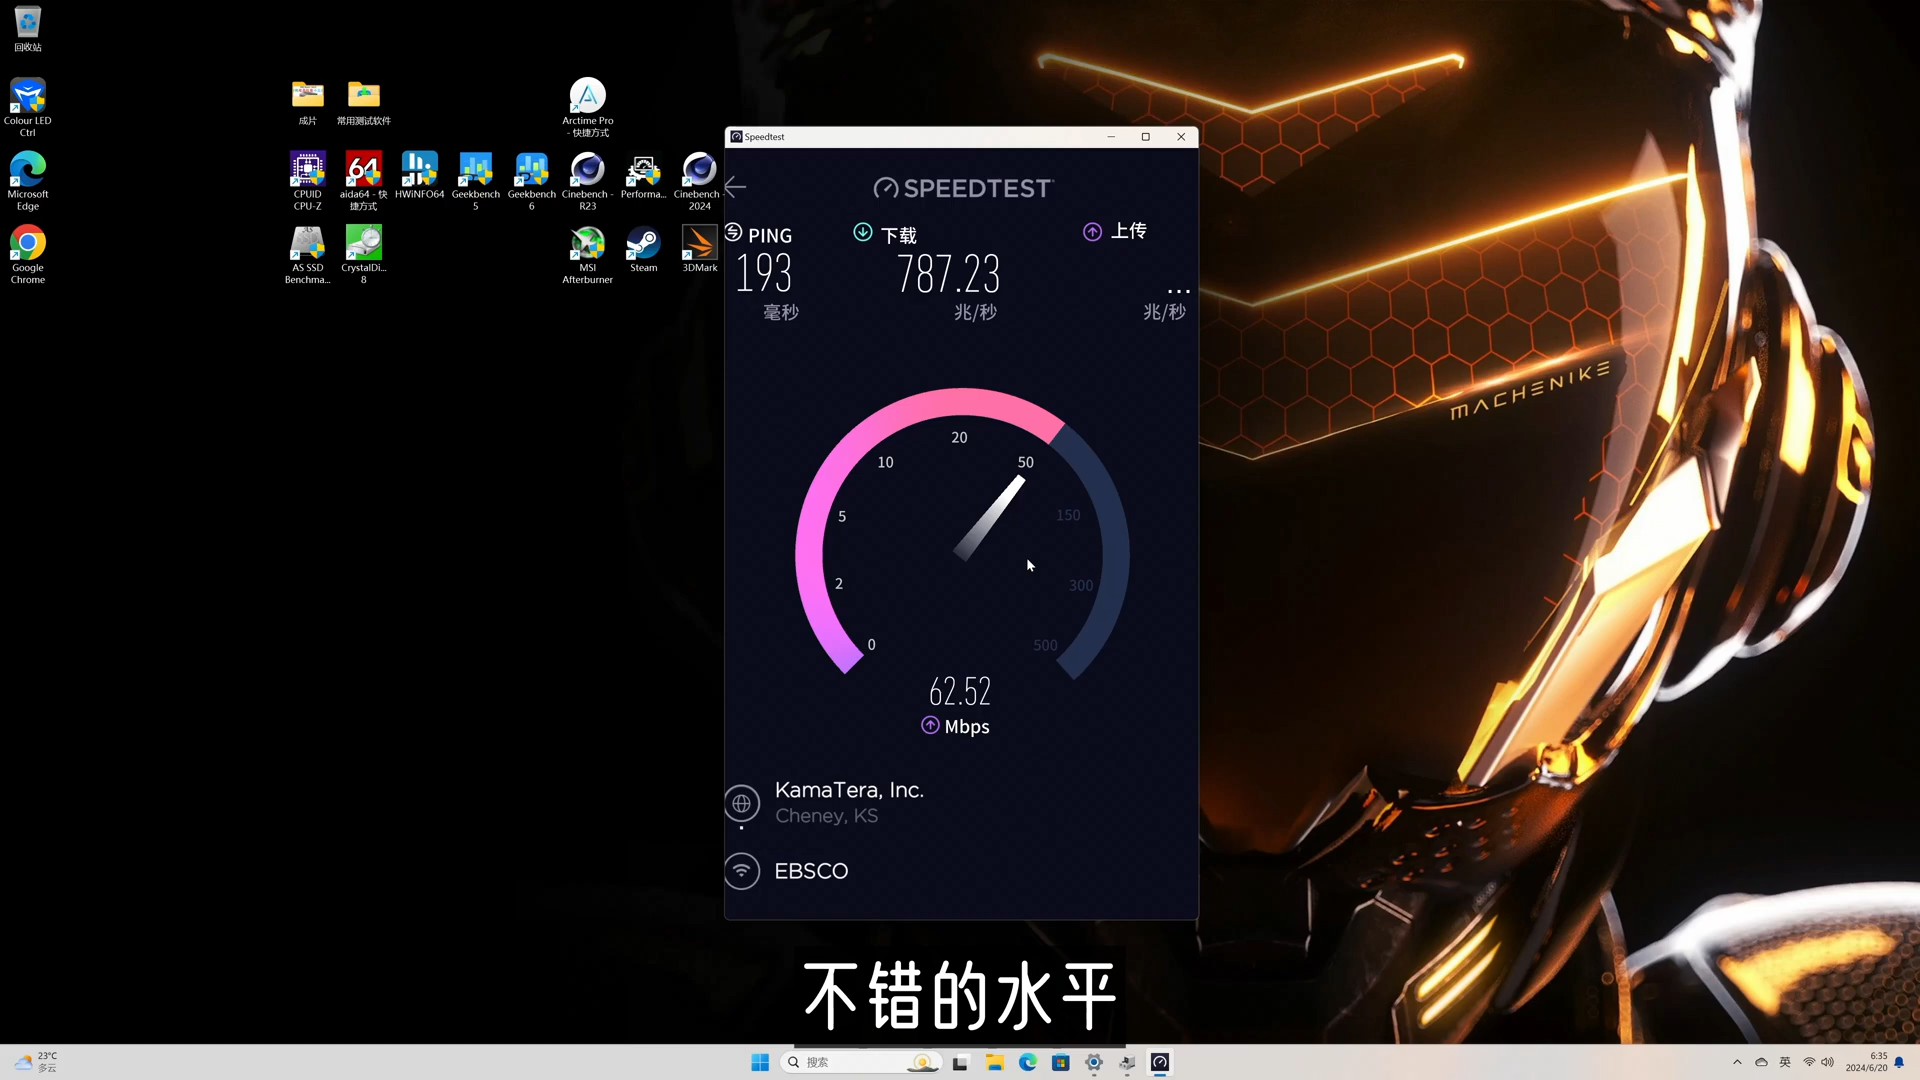 回收站
Colour LED
Ctrl
Microsoft
Edge
Google
Chrome
成片
常用测试软件
Arctime Pro
- 快捷方式
CPUID
CPU-Z
64
aida64 - 快
捷方式
HWiNFO64
Geekbench
5
Geekbench
6
Cinebench -
R23
Performa...
Cinebench -
2024
AS SSD
Benchma...
CrystalDi...
8
MSI
Afterburner
Steam
3DMark
Speedtest
SPEEDTEST
PING
下载
上传
193
787.23
...
毫秒
兆/秒
兆/秒
0
2
5
10
20
50
150
300
500
62.52
Mbps
KamaTera, Inc.
Cheney, KS
EBSCO
MACHENIKE
不错的水平
23°C
多云
搜索
英
6:35
2024/6/20